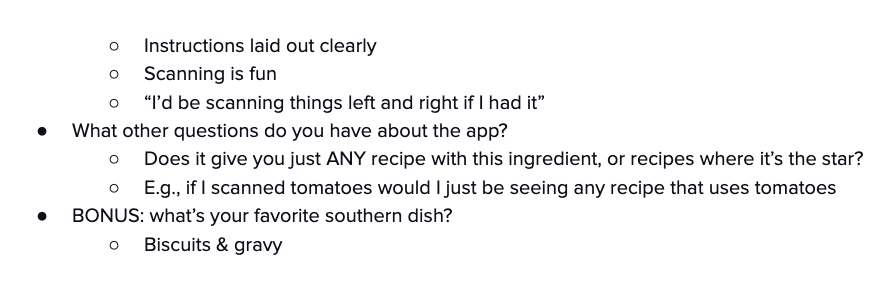 ○ Instructions laid out clearly
○ Scanning is fun
○ “I’d be scanning things left and right if I had it”
● What other questions do you have about the app?
○ Does it give you just ANY recipe with this ingredient, or recipes where it’s the star?
○ E.g., if I scanned tomatoes would I just be seeing any recipe that uses tomatoes
● BONUS: what’s your favorite southern dish?
○ Biscuits & gravy